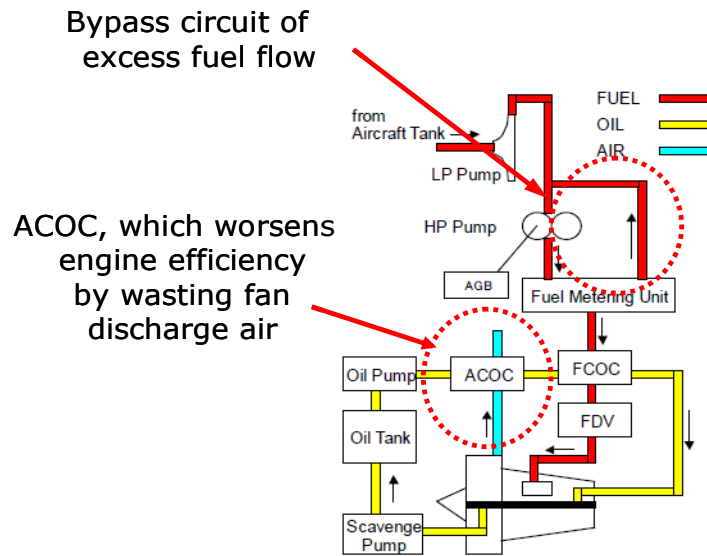 Bypass circuit of
excess fuel flow
FUEL
OIL
AIR
from
Aircraft Tank
LP Pump
HP Pump
ACOC, which worsens
engine efficiency
by wasting fan
discharge air
AGB
Fuel Metering Unit
Oil Pump
ACOC
FCOC
Oil Tank
FDV
Scavenge
Pump